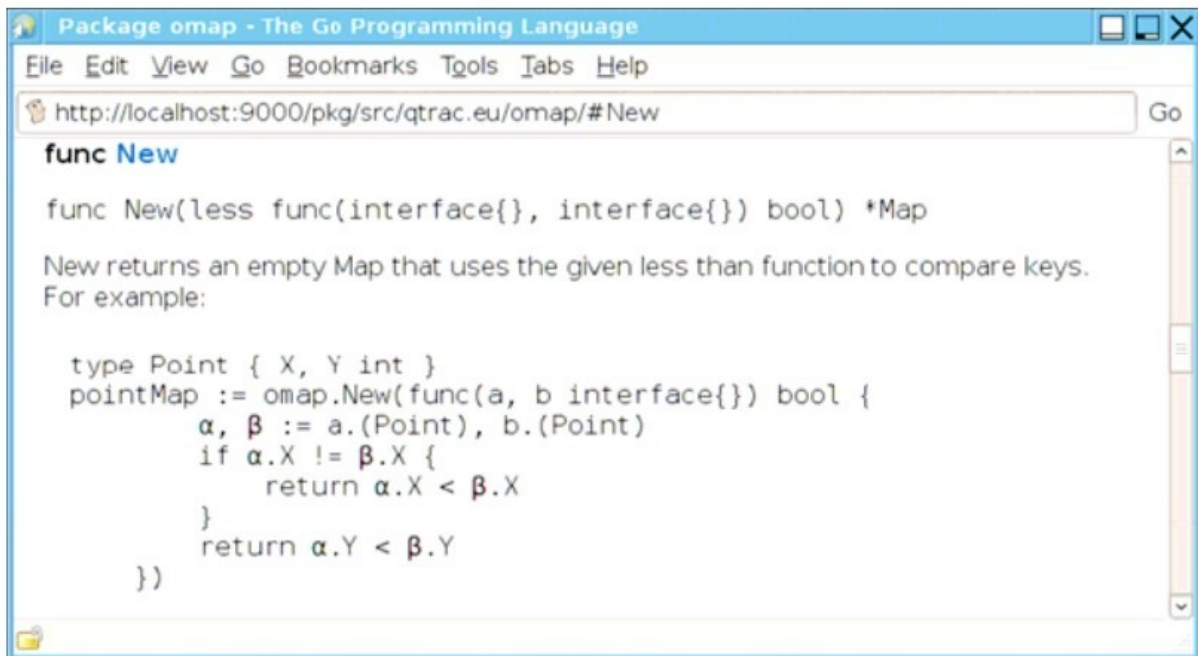 Package omap - The Go Programming Language
File Edit View Go Bookmarks Tools Tabs Help
http://localhost:9000/pkg/src/qtrac.eu/omap/#New Go
func New
func New(less func(interface{}, interface{}) bool) *Map
New returns an empty Map that uses the given less than function to compare keys.
For example:
type Point { X, Y int }
pointMap := omap.New(func(a, b interface{}) bool {
α, β := a.(Point), b.(Point)
if α.X != β.X {
return α.X < β.X
}
return α.Y < β.Y
})